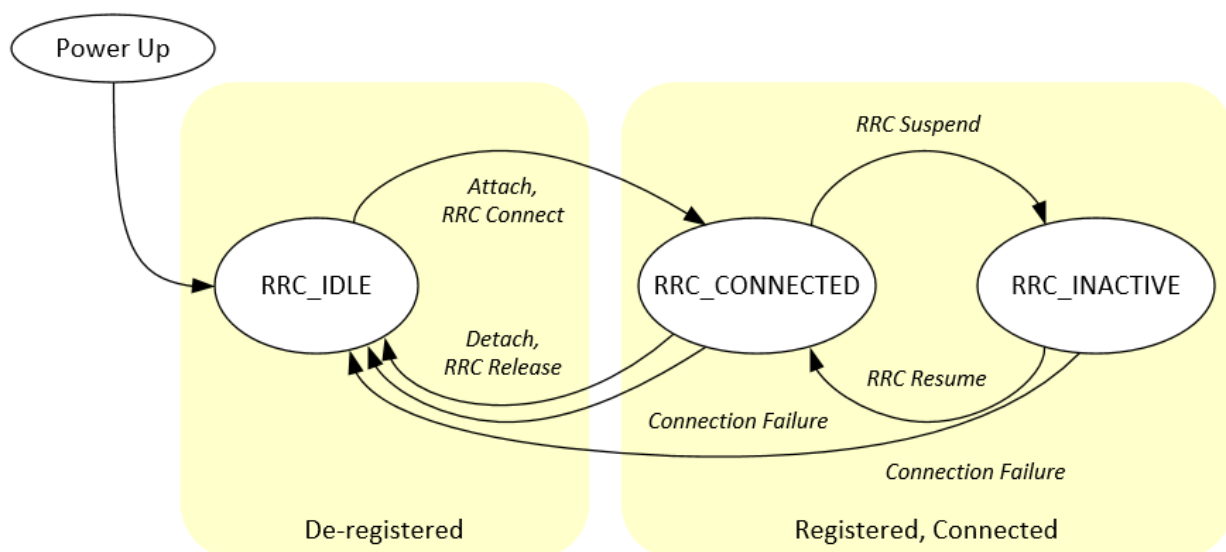 Power Up
RRC Suspend
Attach,
RRC Connect
RRC_IDLE
RRC_CONNECTED
RRC_INACTIVE
Detach,
RRC Release
RRC Resume
Connection Failure
Connection Failure
De-registered
Registered, Connected